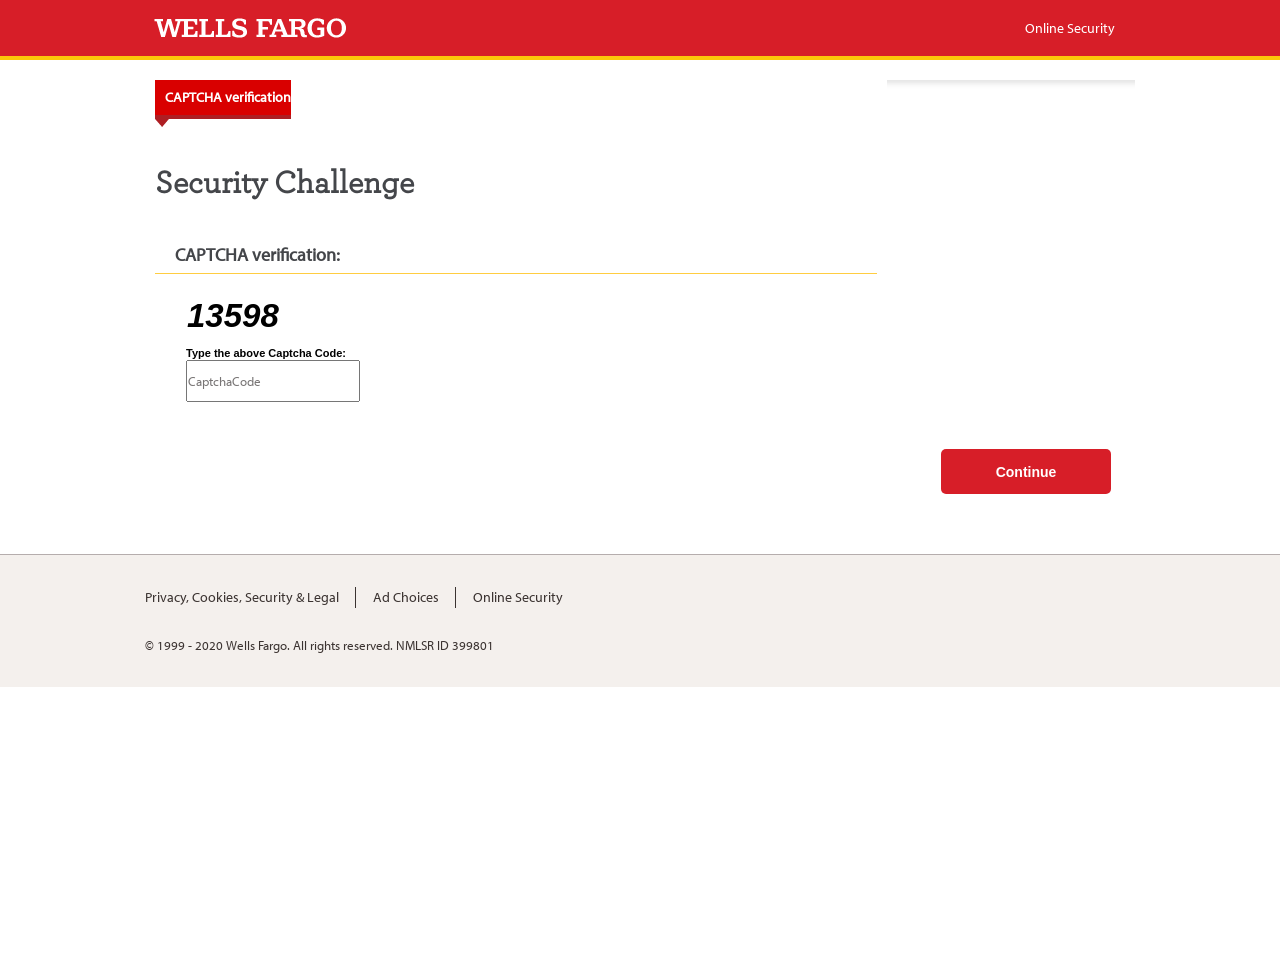 WELLS FARGO
Online Security
CAPTCHA verification
Security Challenge
CAPTCHA verification:
13598
Type the above Captcha Code:
CaptchaCode
Continue
Privacy, Cookies, Security & Legal
Ad Choices
Online Security
© 1999 - 2020 Wells Fargo. All rights reserved. NMLSR ID 399801